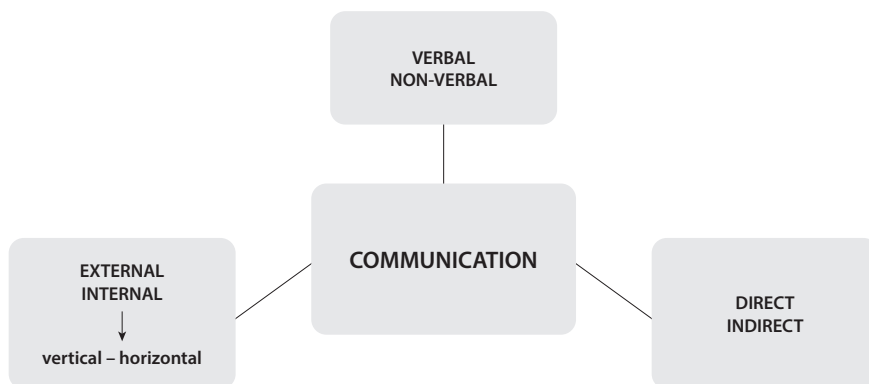 VERBAL
NON-VERBAL
COMMUNICATION
EXTERNAL
INTERNAL
vertical – horizontal
DIRECT
INDIRECT